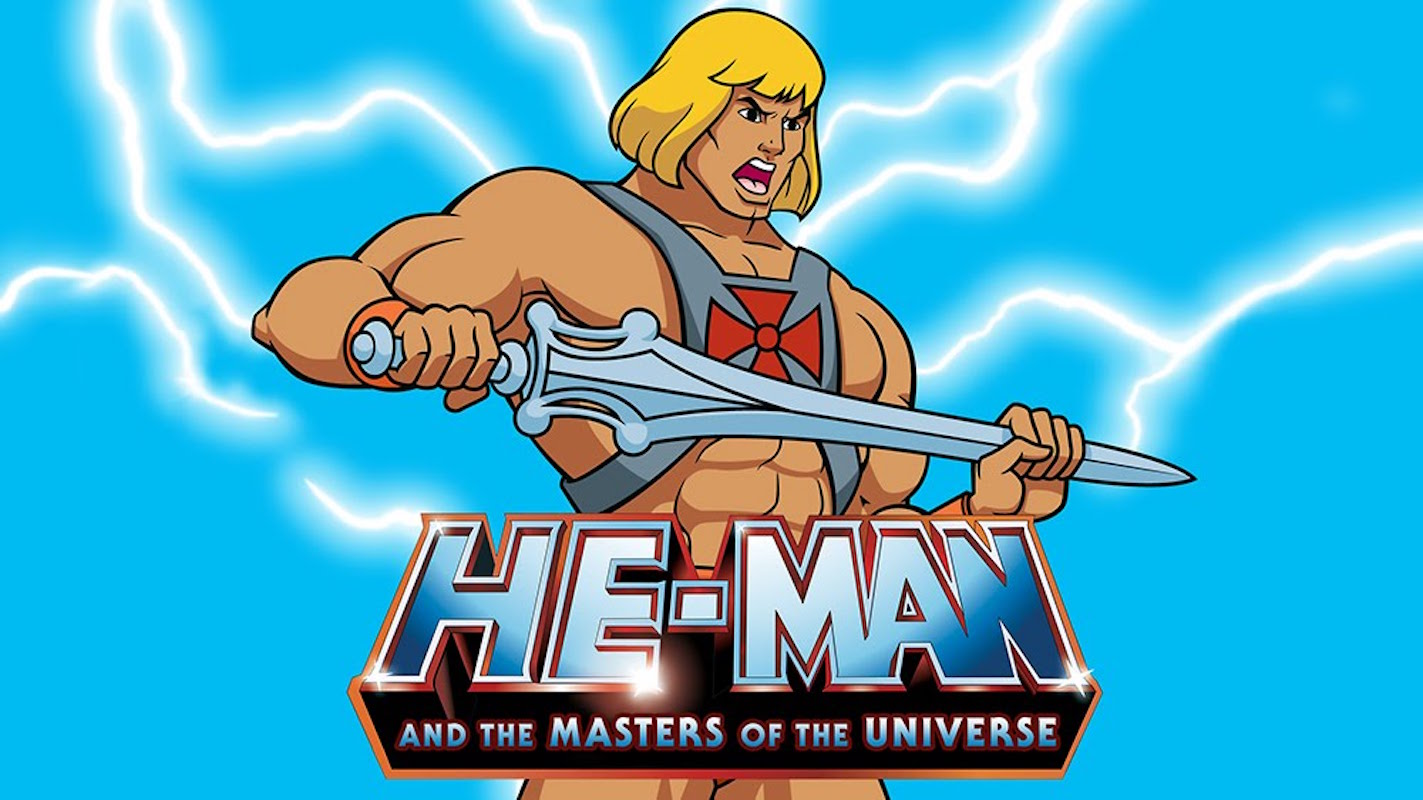 HE-MAN
AND THE MASTERS OF THE UNIVERSE